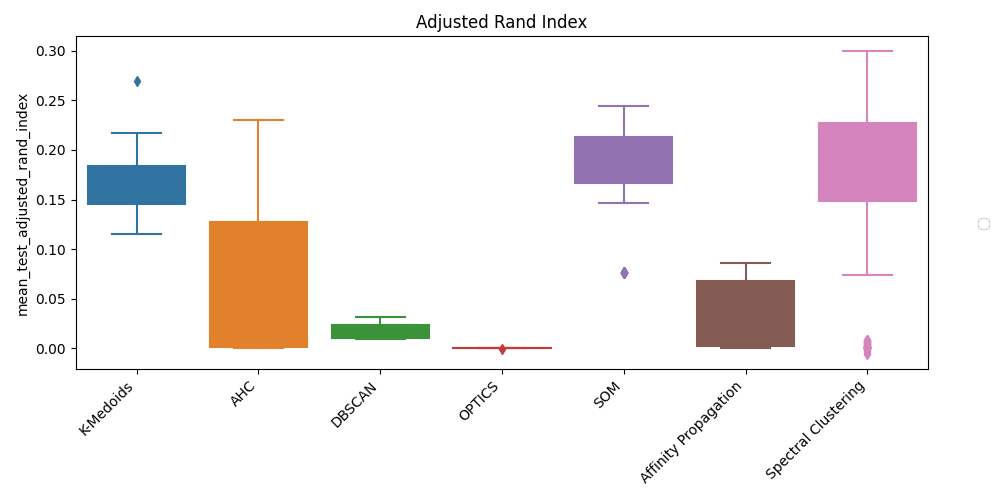 Adjusted Rand Index
mean_test_adjusted_rand_index
0.30
0.25
0.20
0.15
0.10
0.05
0.00
K-Medoids
AHC
DBSCAN
OPTICS
SOM
Affinity Propagation
Spectral Clustering